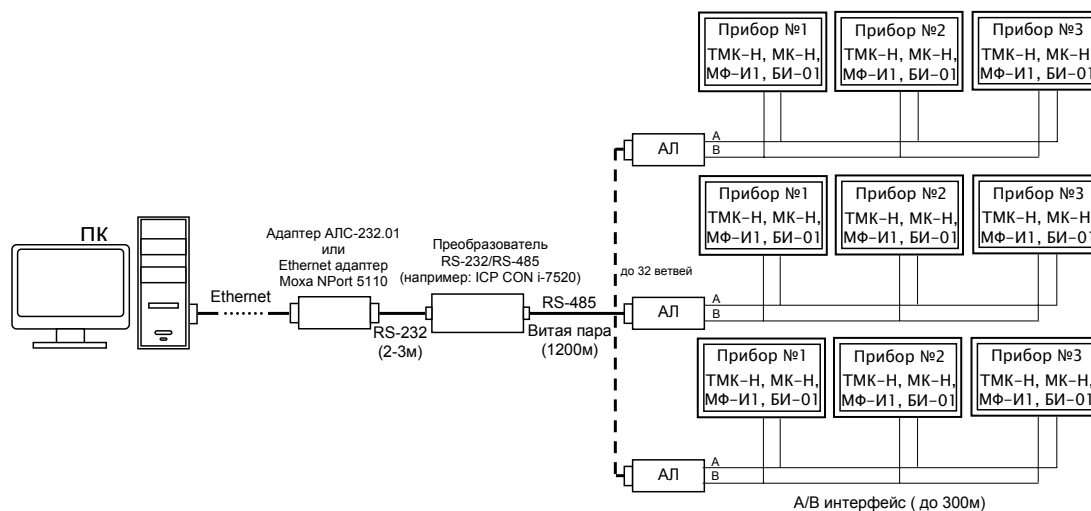 Прибор №1
ТМК-Н, МК-Н,
МФ-И1, БИ-01
Прибор №2
ТМК-Н, МК-Н,
МФ-И1, БИ-01
Прибор №3
ТМК-Н, МК-Н,
МФ-И1, БИ-01
АЛ
А
В
ПК
Ethernet
Адаптер АЛС-232.01
или
Ethernet адаптер
Moxa NPort 5110
RS-232
(2-3м)
Преобразователь
RS-232/RS-485
(например: ICP CON i-7520)
RS-485
Витая пара
(1200м)
до 32 ветвей
Прибор №1
ТМК-Н, МК-Н,
МФ-И1, БИ-01
Прибор №2
ТМК-Н, МК-Н,
МФ-И1, БИ-01
Прибор №3
ТМК-Н, МК-Н,
МФ-И1, БИ-01
АЛ
А
В
Прибор №1
ТМК-Н, МК-Н,
МФ-И1, БИ-01
Прибор №2
ТМК-Н, МК-Н,
МФ-И1, БИ-01
Прибор №3
ТМК-Н, МК-Н,
МФ-И1, БИ-01
АЛ
А
В
А/В интерфейс ( до 300м)